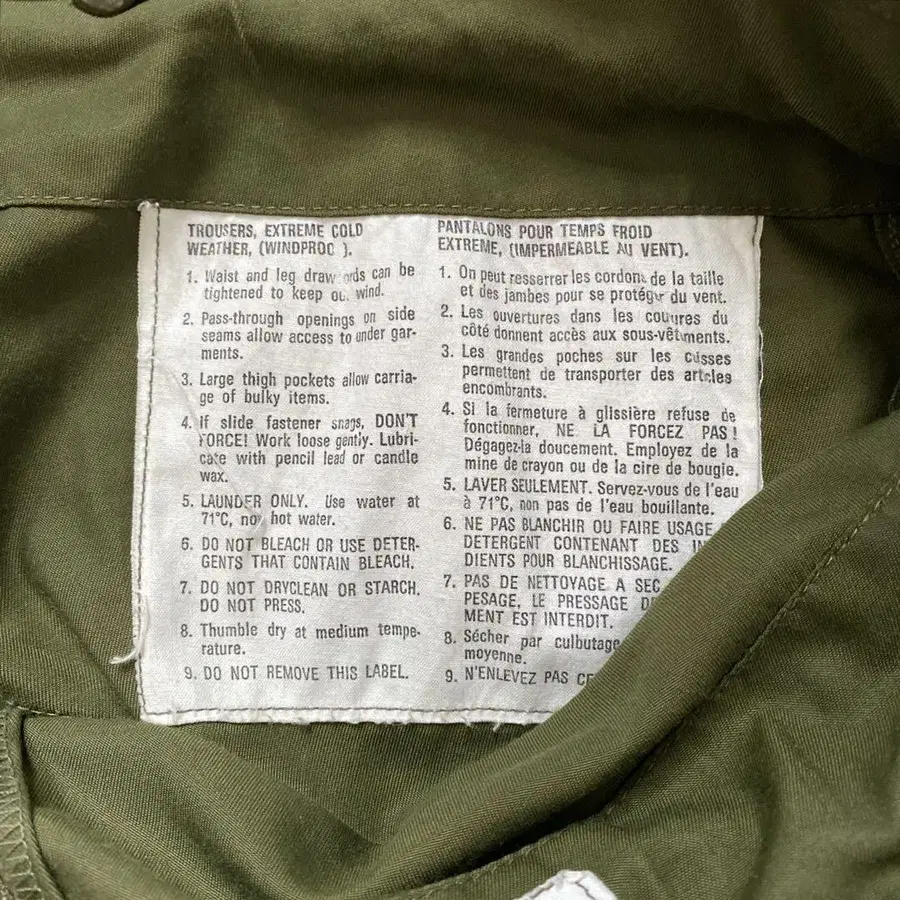 TROUSERS, EXTREME COLD
WEATHER, (WINDPROO ).
1. Waist and leg draw ords can be
tightened to keep ou. wind.
2. Pass-through openings on side
seams allow access to under gar-
ments.
3. Large thigh pockets allow carria-
ge of bulky items.
4. If slide fastener snags, DON'T
FORCE! Work loose gently. Lubri-
cate with pencil lead or candle
wax.
5. LAUNDER ONLY. Use water at
71°C, no hot water.
6. DO NOT BLEACH OR USE DETER-
GENTS THAT CONTAIN BLEACH.
7. DO NOT DRYCLEAN OR STARCH.
DO NOT PRESS.
8. Thumble dry at medium tempe-
rature.
9. DO NOT REMOVE THIS LABEL.
PANTALONS POUR TEMPS FROID
EXTREME, (IMPERMEABLE AU VENT).
1. On peut resserrer les cordons de la taille
et des jambes pour se protéger du vent.
2. Les ouvertures dans les coutures du
côté donnent accès aux sous-vêtements.
3. Les grandes poches sur les cuisses
permettent de transporter des articles
encombrants.
4. Si la fermeture à glissière refuse de
fonctionner, NE LA FORCEZ PAS!
Dégagez-la doucement. Employez de la
mine de crayon ou de la cire de bougie.
5. LAVER SEULEMENT. Servez-vous de l'eau
à 71°C, non pas de l'eau bouillante.
6. NE PAS BLANCHIR OU FAIRE USAGE
DETERGENT CONTENANT DES IN
DIENTS POUR BLANCHISSAGE.
7. PAS DE NETTOYAGE A SEC
PESAGE, LE PRESSAGE D
MENT EST INTERDIT.
8. Sécher par culbutage
moyenne.
9. N'ENLEVEZ PAS CE